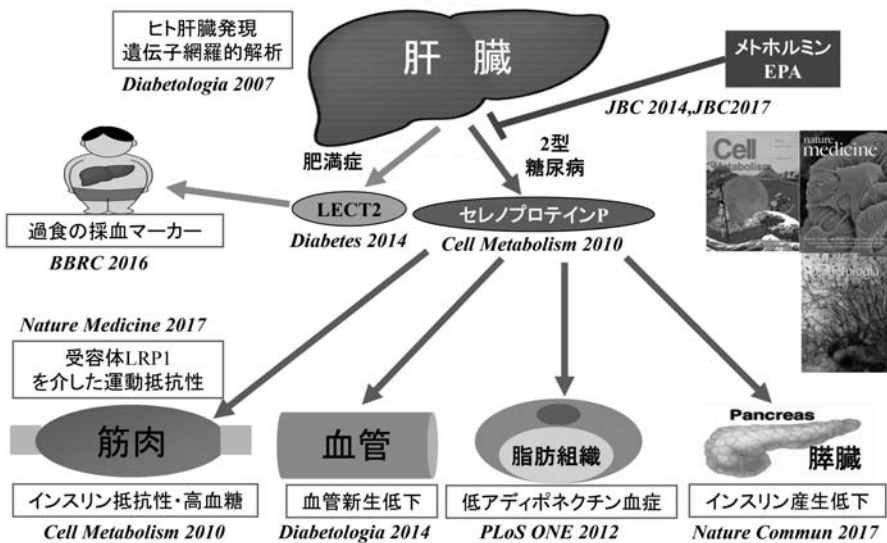 ヒト肝臓発現
遺伝子網羅的解析
Diabetologia 2007
肝 臓
メトホルミン
EPA
JBC 2014,JBC2017
肥満症
2型
糖尿病
LECT2
Diabetes 2014
セレノプロテインP
Cell Metabolism 2010
過食の採血マーカー
BBRC 2016
Cell
Metabolism
nature
medicine
Diabetologia
Nature Medicine 2017
受容体LRP1
を介した運動抵抗性
筋肉
血管
脂肪組織
Pancreas
膵臓
インスリン抵抗性・高血糖
血管新生低下
低アディポネクチン血症
インスリン産生低下
Cell Metabolism 2010
Diabetologia 2014
PLoS ONE 2012
Nature Commun 2017